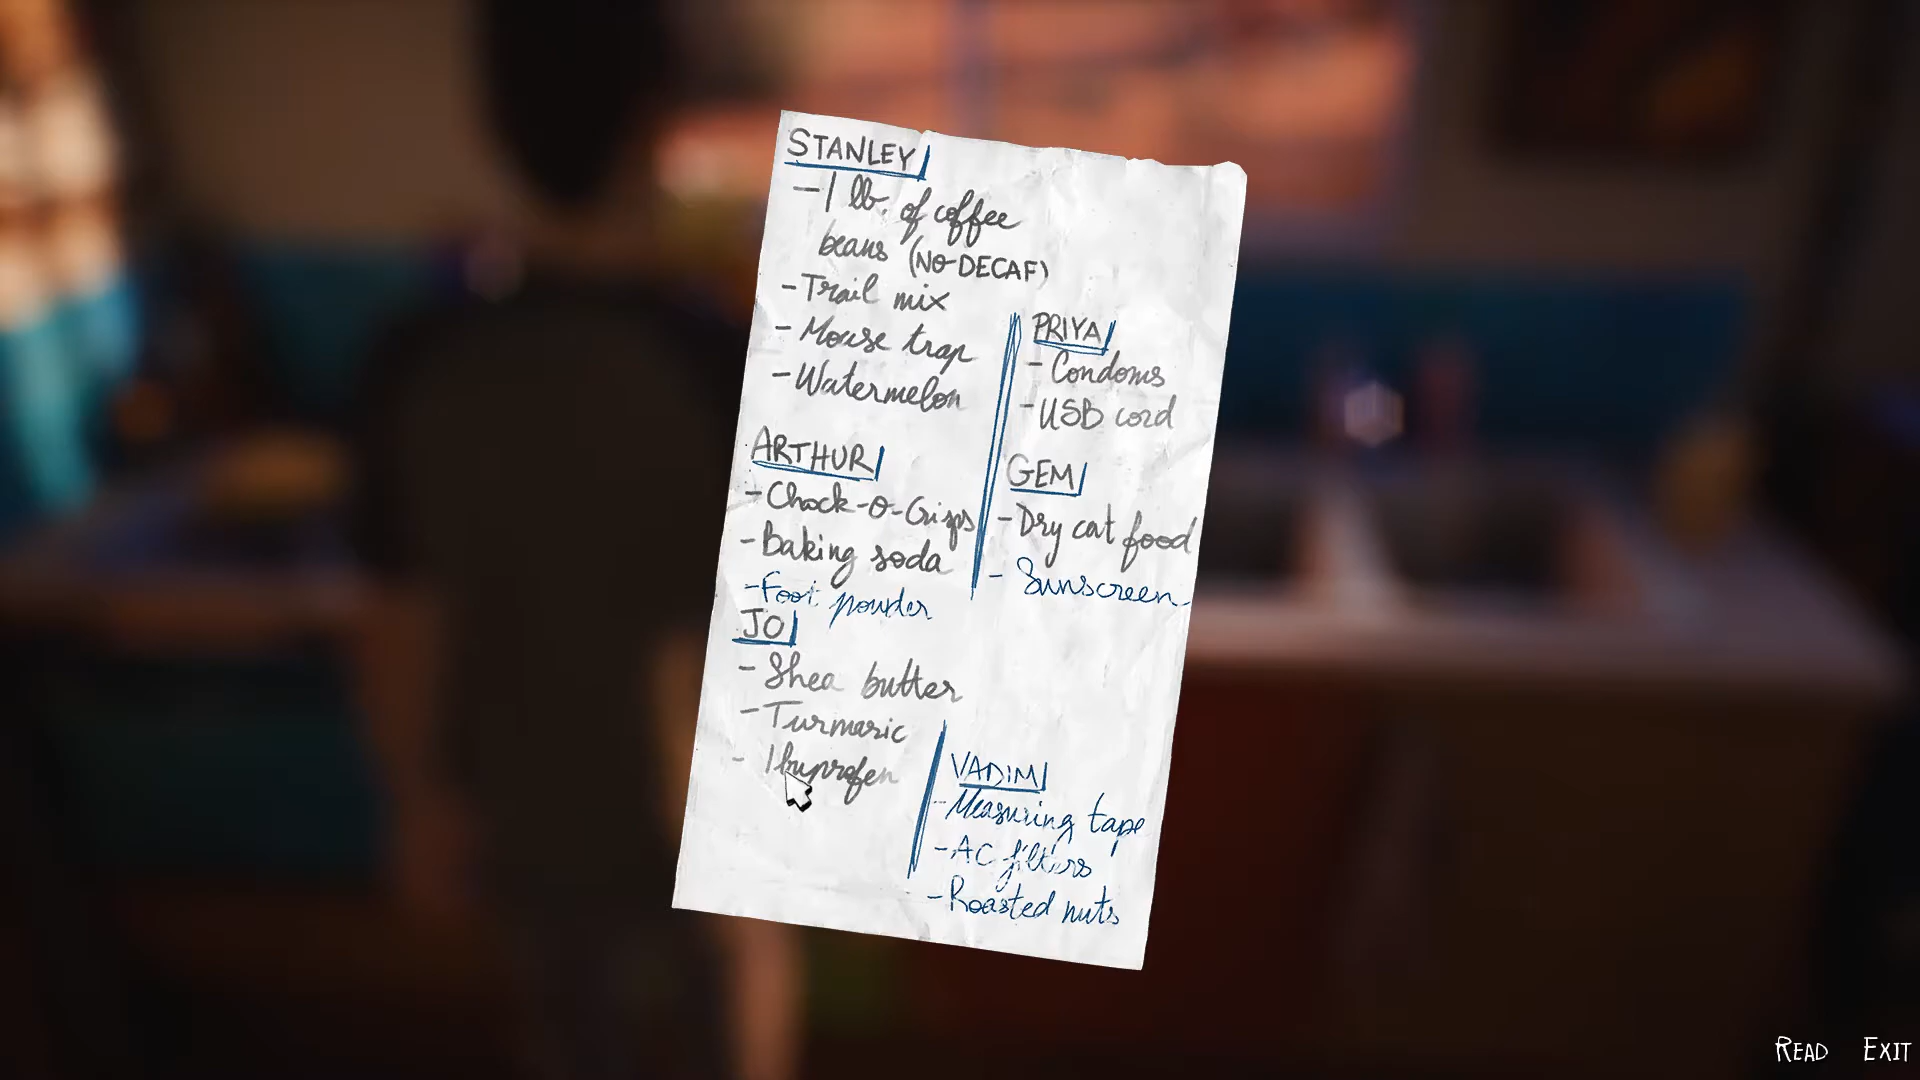 STANLEY
- 1 lb. of coffee
beans (NO DECAF)
- Trail mix
- Mouse trap
- Watermelon
ARTHUR
- Chock-O-Crisps
- Baking soda
- Foot powder
JO
- Shea butter
- Turmeric
- Ibuprofen
PRIYA
- Condoms
- USB cord
GEM
- Dry cat food
- Sunscreen
VADIM
- Measuring tape
- AC filters
- Roasted nuts
READ EXIT